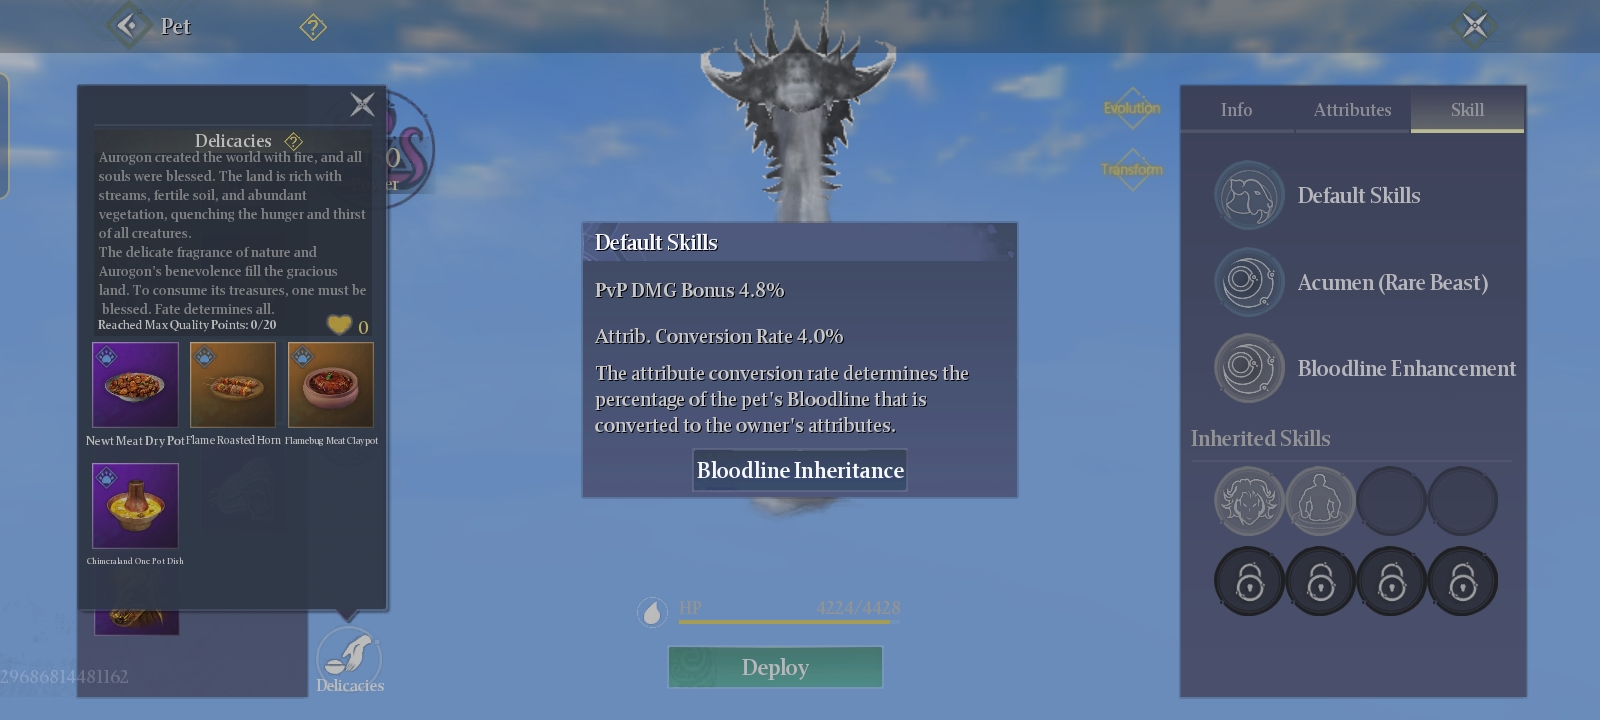 Pet
Delicacies
Aurogon created the world with fire, and all
souls were blessed. The land is rich with
streams, fertile soil, and abundant
vegetation, quenching the hunger and thirst
of all creatures.
The delicate fragrance of nature and
Aurogon's benevolence fill the gracious
land. To consume its treasures, one must be
blessed. Fate determines all.
Reached Max Quality Points: 0/20
0
Newt Meat Dry Pot
Flame Roasted Horn
Flamebug Meat Claypot
Chimeraland One Pot Dish
29686814481162
Delicacies
Default Skills
PvP DMG Bonus 4.8%
Attrib. Conversion Rate 4.0%
The attribute conversion rate determines the
percentage of the pet's Bloodline that is
converted to the owner's attributes.
Bloodline Inheritance
HP 4224/4428
Deploy
Evolution
Transform
Info Attributes Skill
Default Skills
Acumen (Rare Beast)
Bloodline Enhancement
Inherited Skills